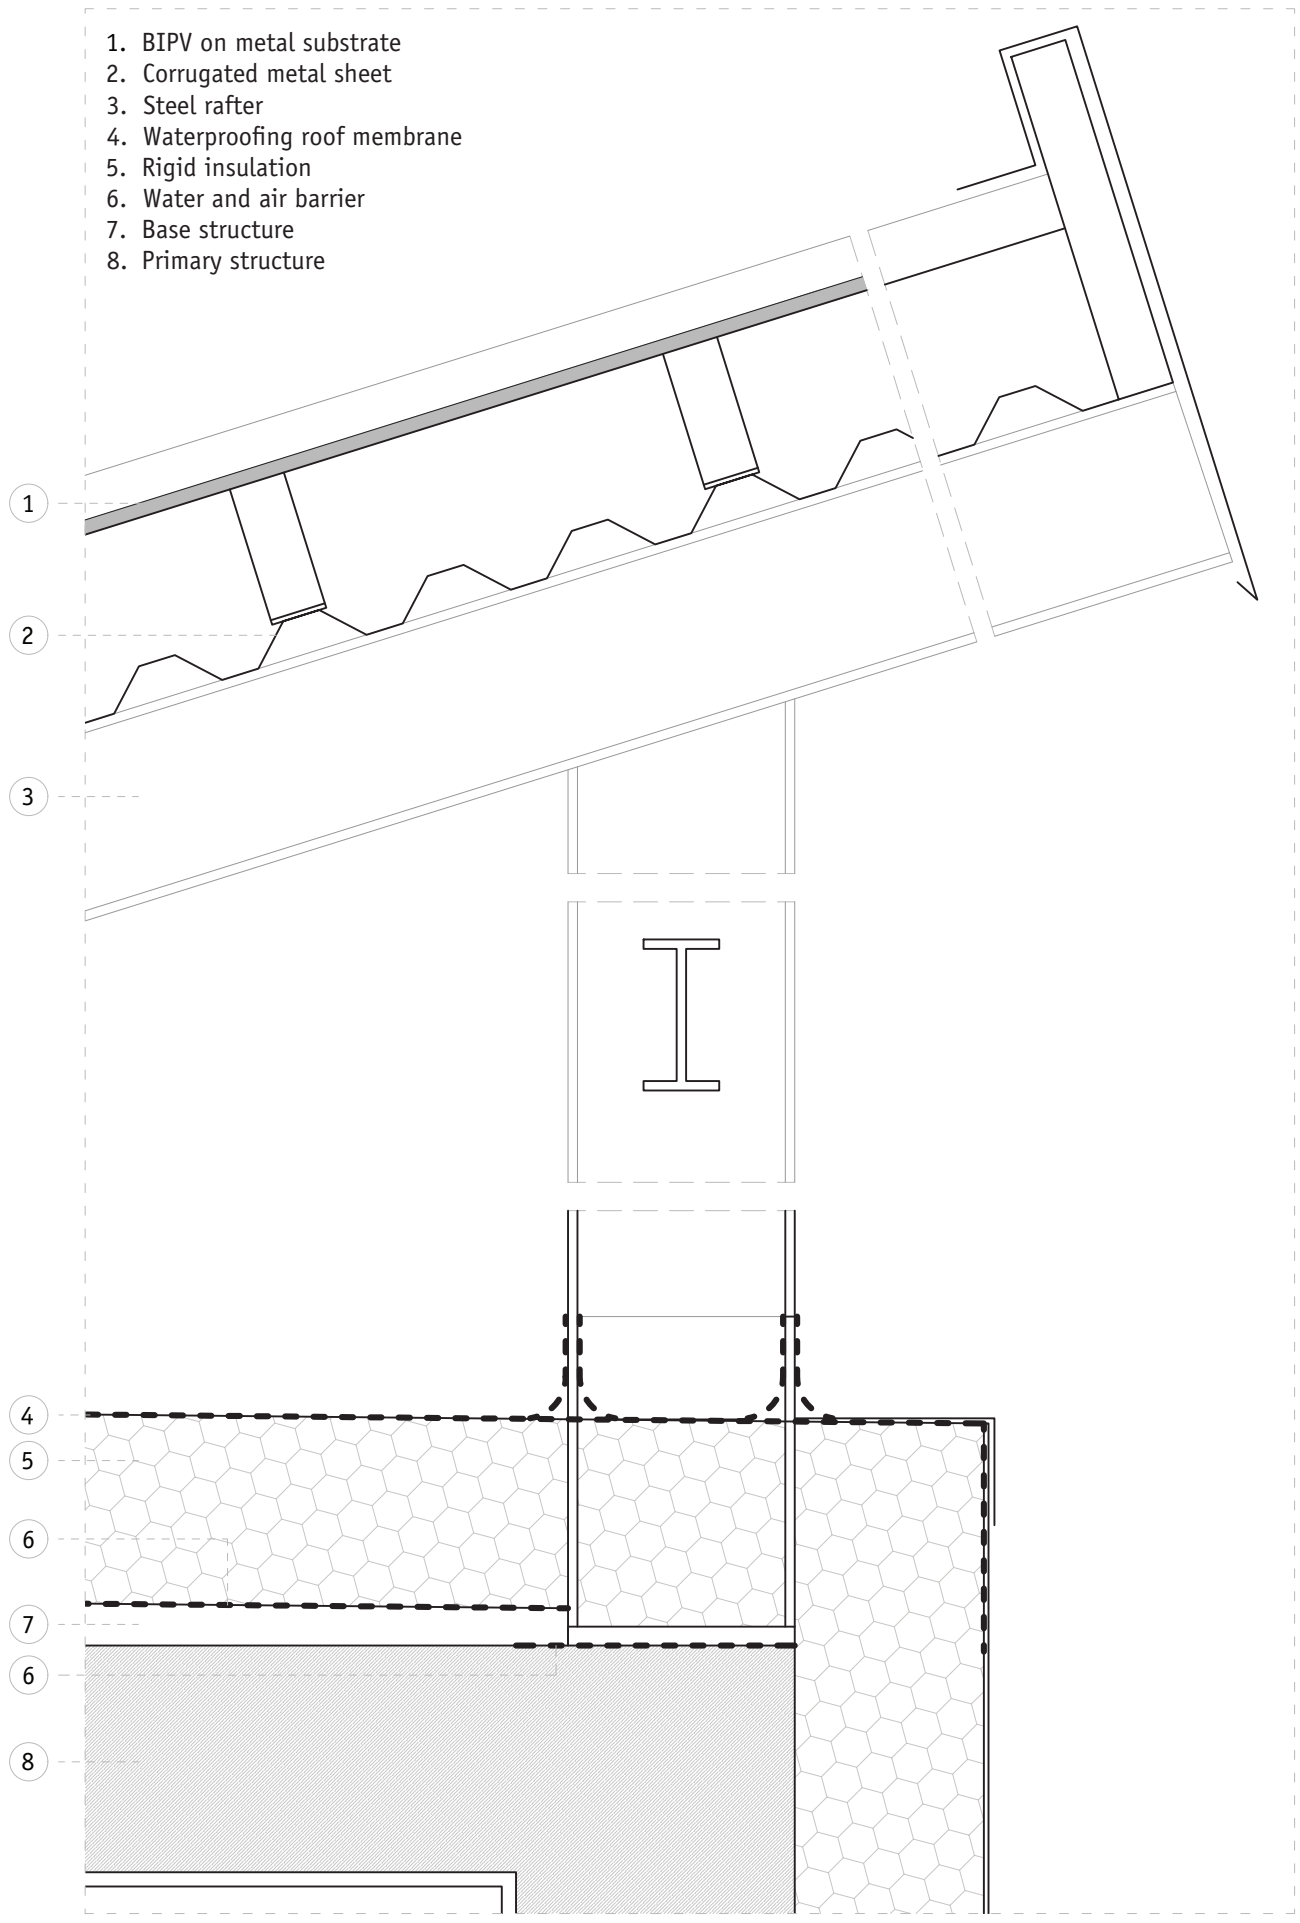 1. BIPV on metal substrate
2. Corrugated metal sheet
3. Steel rafter
4. Waterproofing roof membrane
5. Rigid insulation
6. Water and air barrier
7. Base structure
8. Primary structure
1
2
3
4
5
6
7
6
8